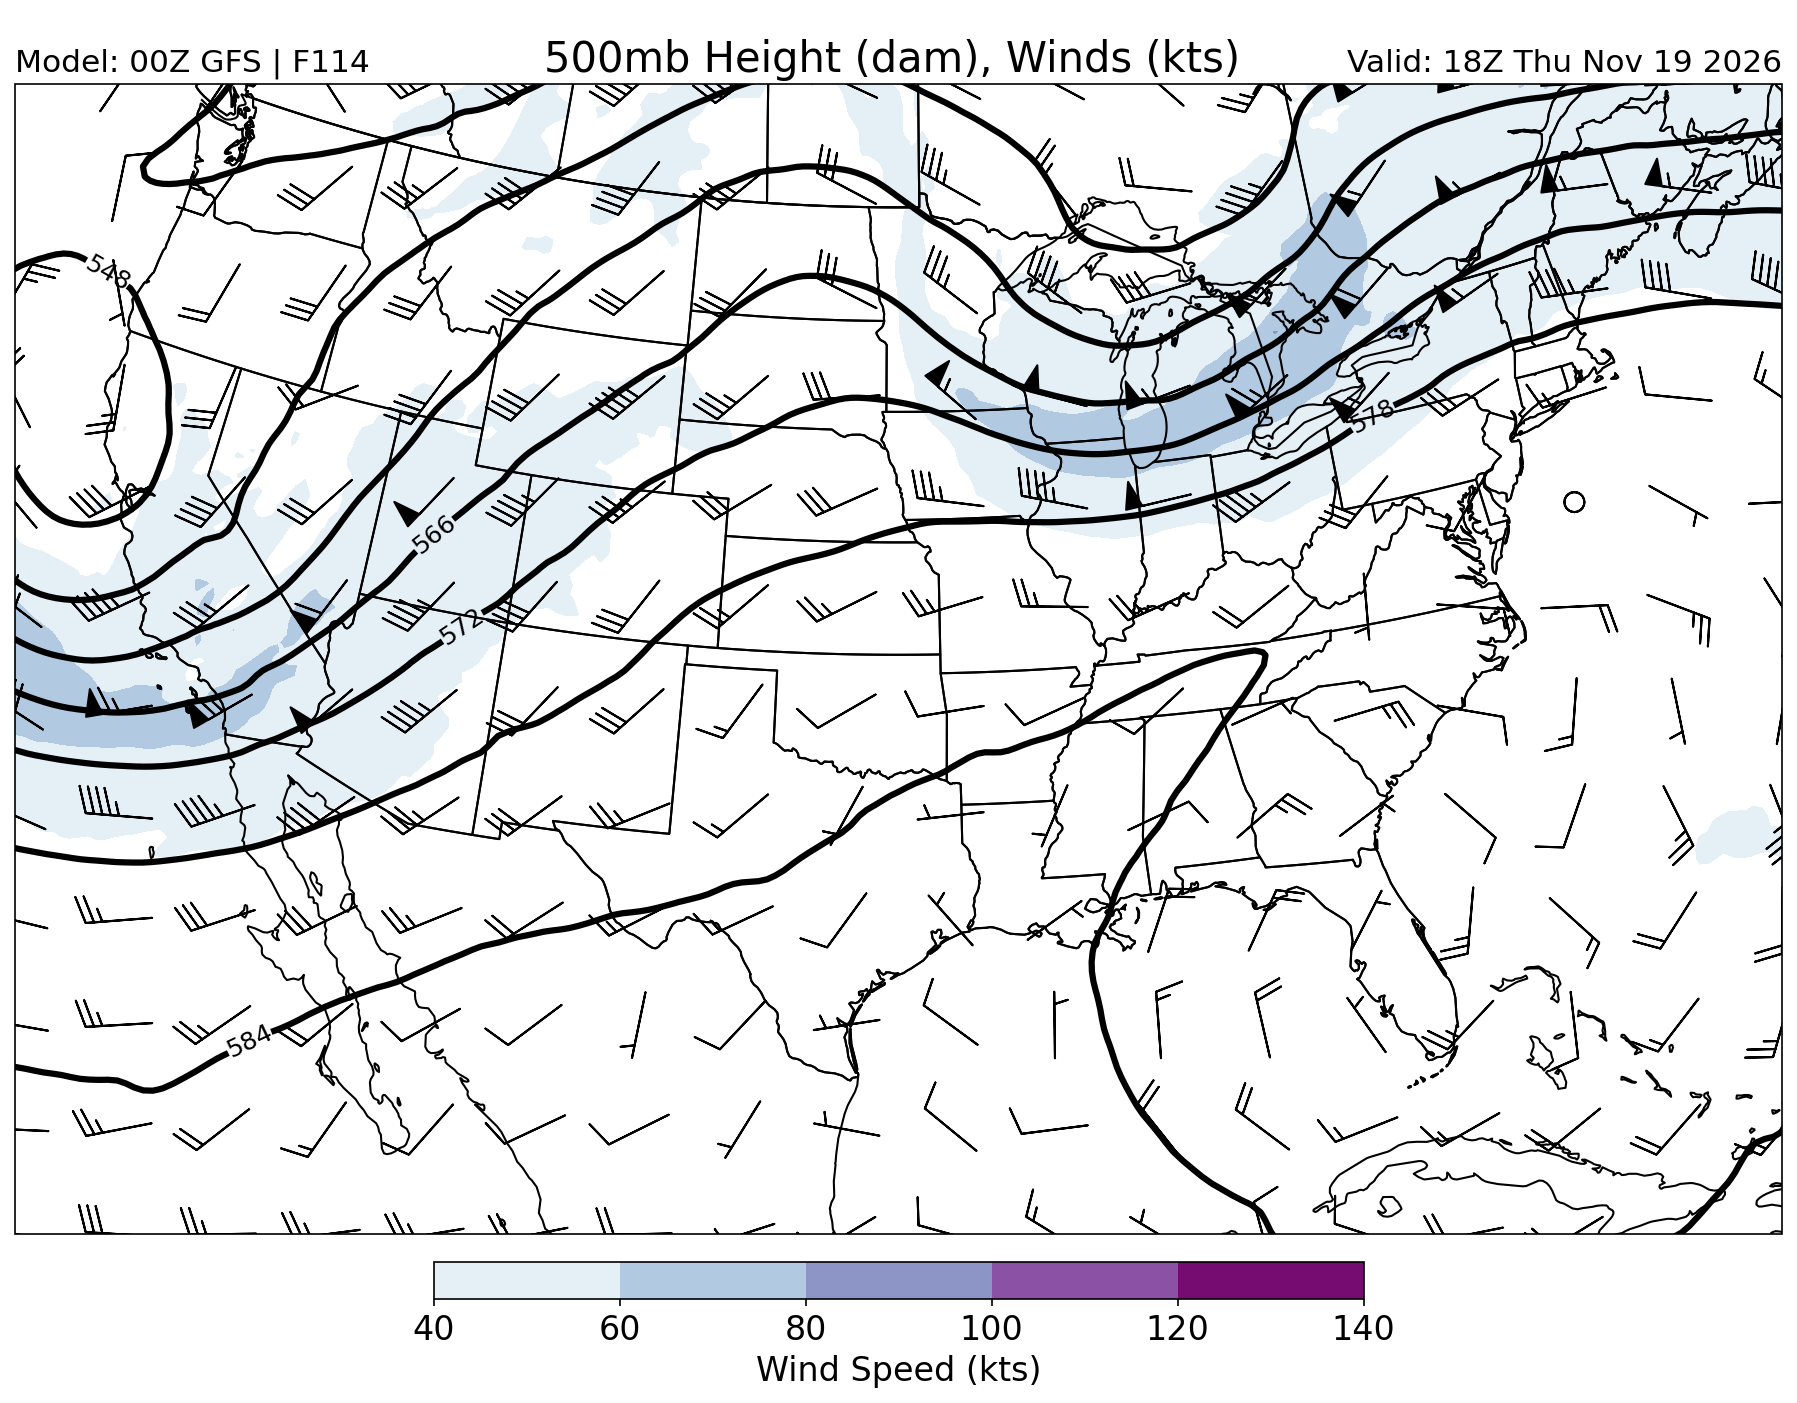 Model: 00Z GFS | F114
500mb Height (dam), Winds (kts)
Valid: 18Z Thu Nov 19 2026
548
578
566
572
584
40 60 80 100 120 140
Wind Speed (kts)